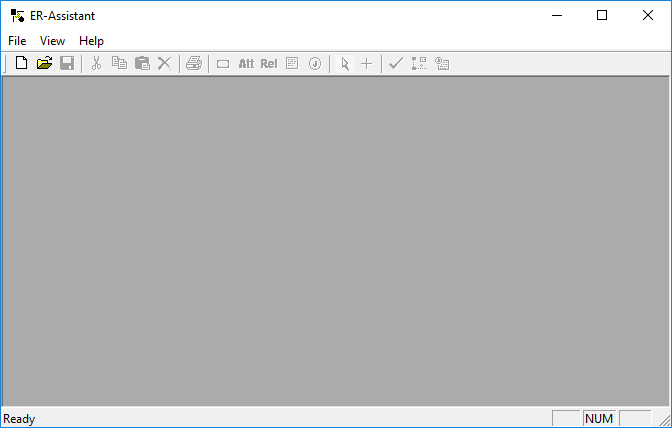 ER-Assistant
File View Help
Att Rel J
Ready NUM